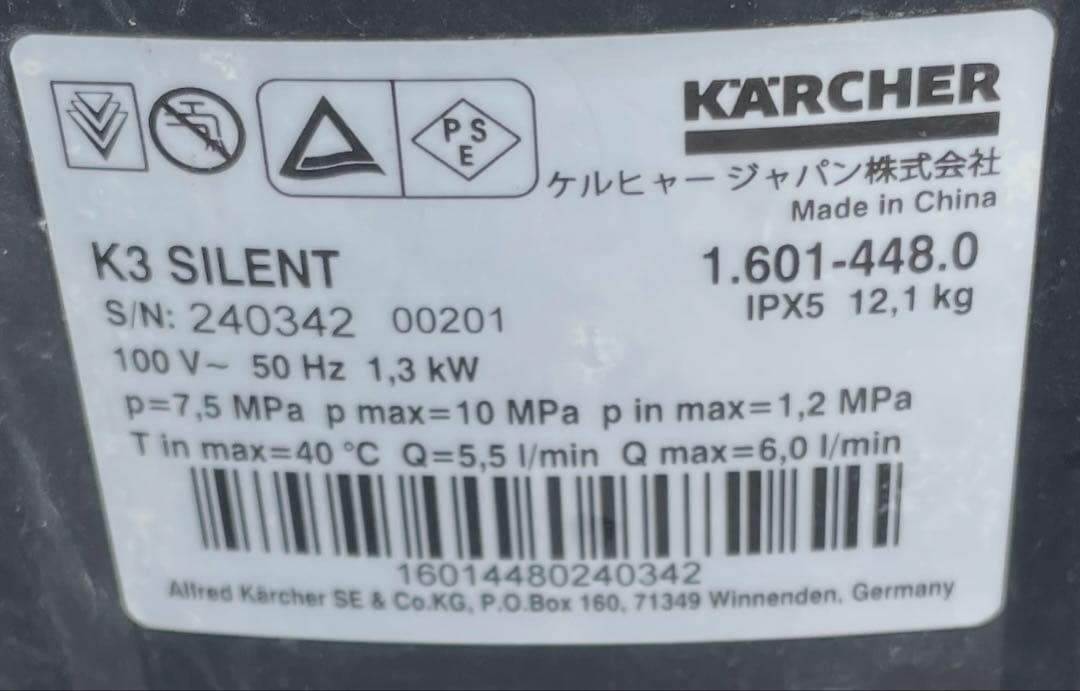 PS
E
KÄRCHER
ケルヒャー ジャパン株式会社
Made in China
K3 SILENT
1.601-448.0
S/N: 240342 00201
IPX5 12,1 kg
100 V~ 50 Hz 1,3 kW
p=7,5 MPa p max=10 MPa p in max=1,2 MPa
T in max=40 °C Q=5,5 l/min Q max=6,0 l/min
16014480240342
Alfred Kärcher SE & Co.KG, P.O.Box 160, 71349 Winnenden, Germany